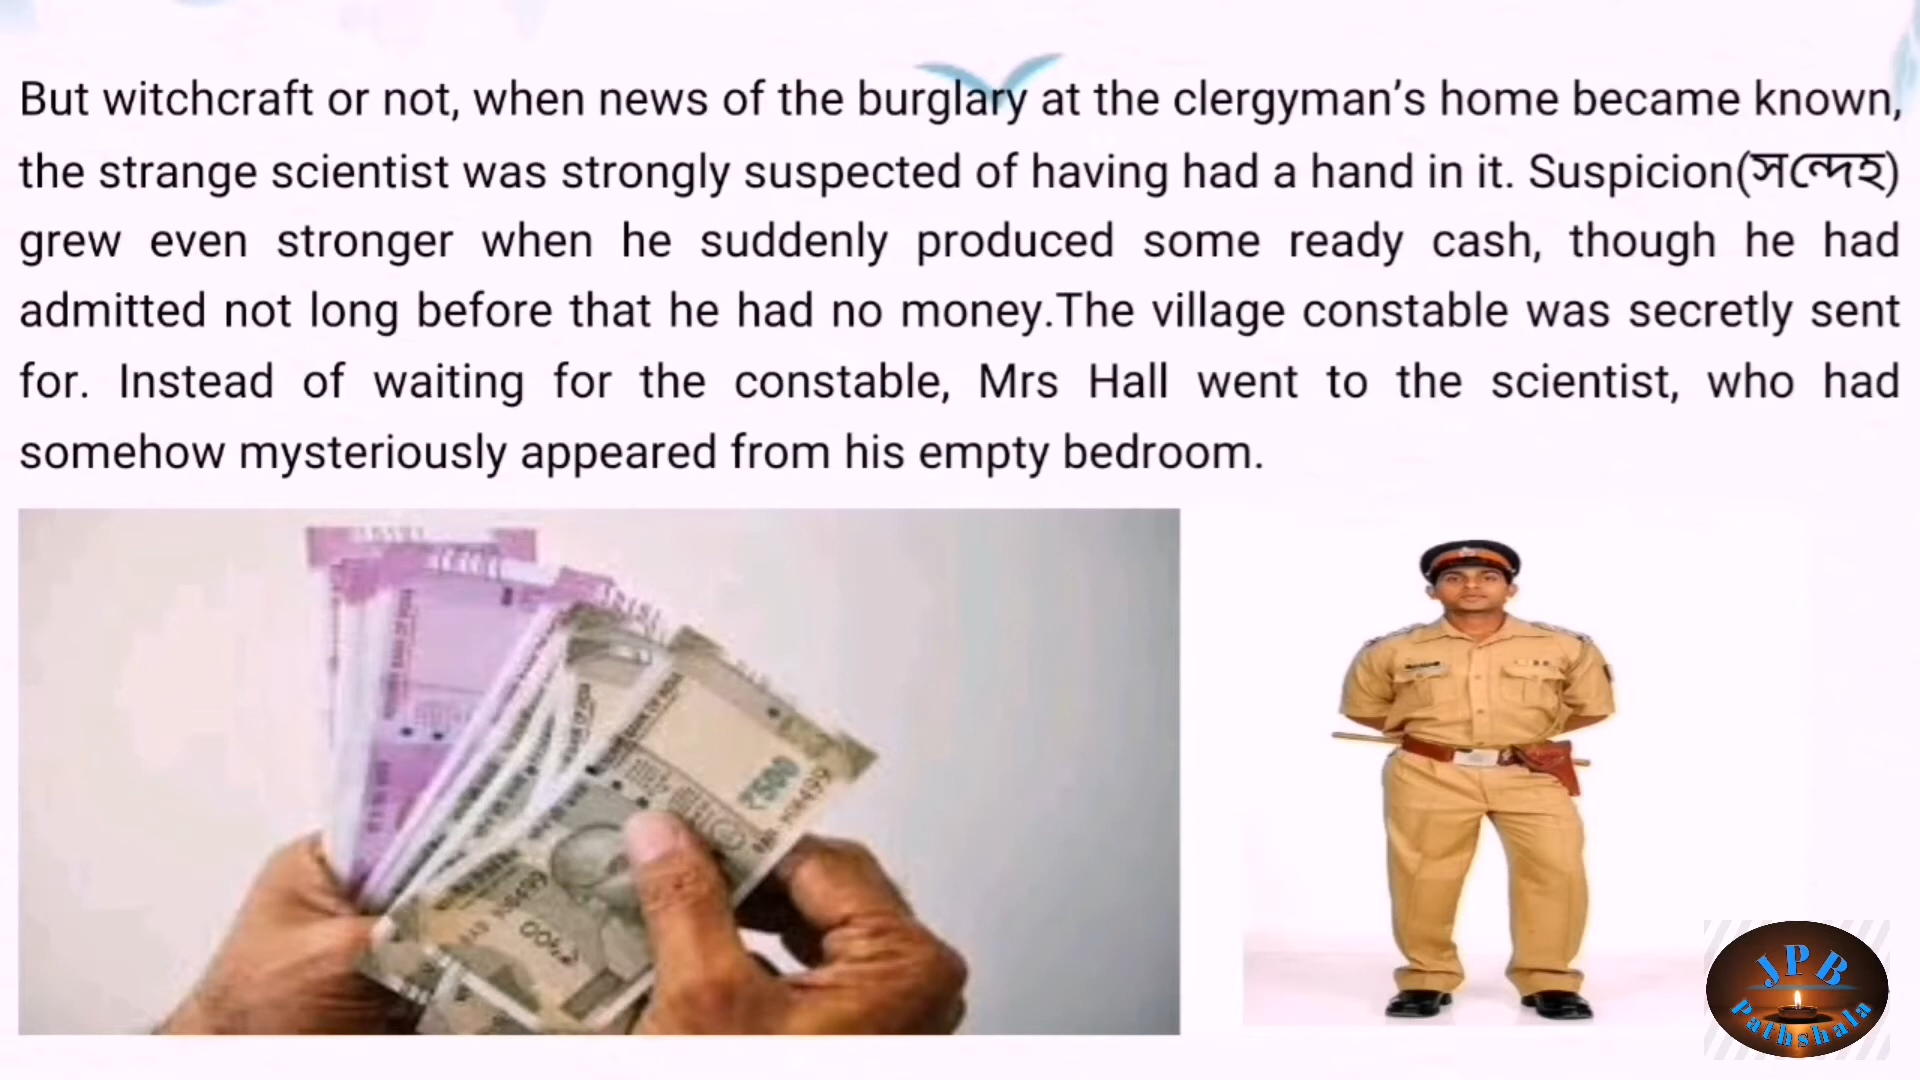 But witchcraft or not, when news of the burglary at the clergyman’s home became known,
the strange scientist was strongly suspected of having had a hand in it. Suspicion(সন্দেহ)
grew even stronger when he suddenly produced some ready cash, though he had
admitted not long before that he had no money.The village constable was secretly sent
for. Instead of waiting for the constable, Mrs Hall went to the scientist, who had
somehow mysteriously appeared from his empty bedroom.
₹500
JPB
Pathshala